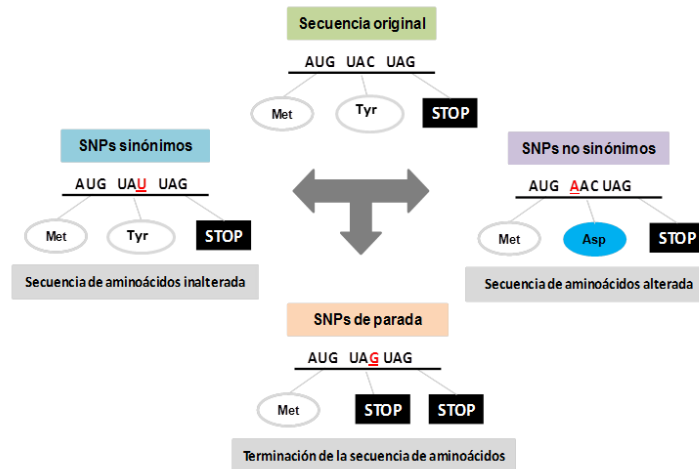 Secuencia original
AUG UAC UAG
Met Tyr STOP
SNPs sinónimos
AUG UAU UAG
Met Tyr STOP
Secuencia de aminoácidos inalterada
SNPs no sinónimos
AUG AAC UAG
Met Asp STOP
Secuencia de aminoácidos alterada
SNPs de parada
AUG UAG UAG
Met STOP STOP
Terminación de la secuencia de aminoácidos